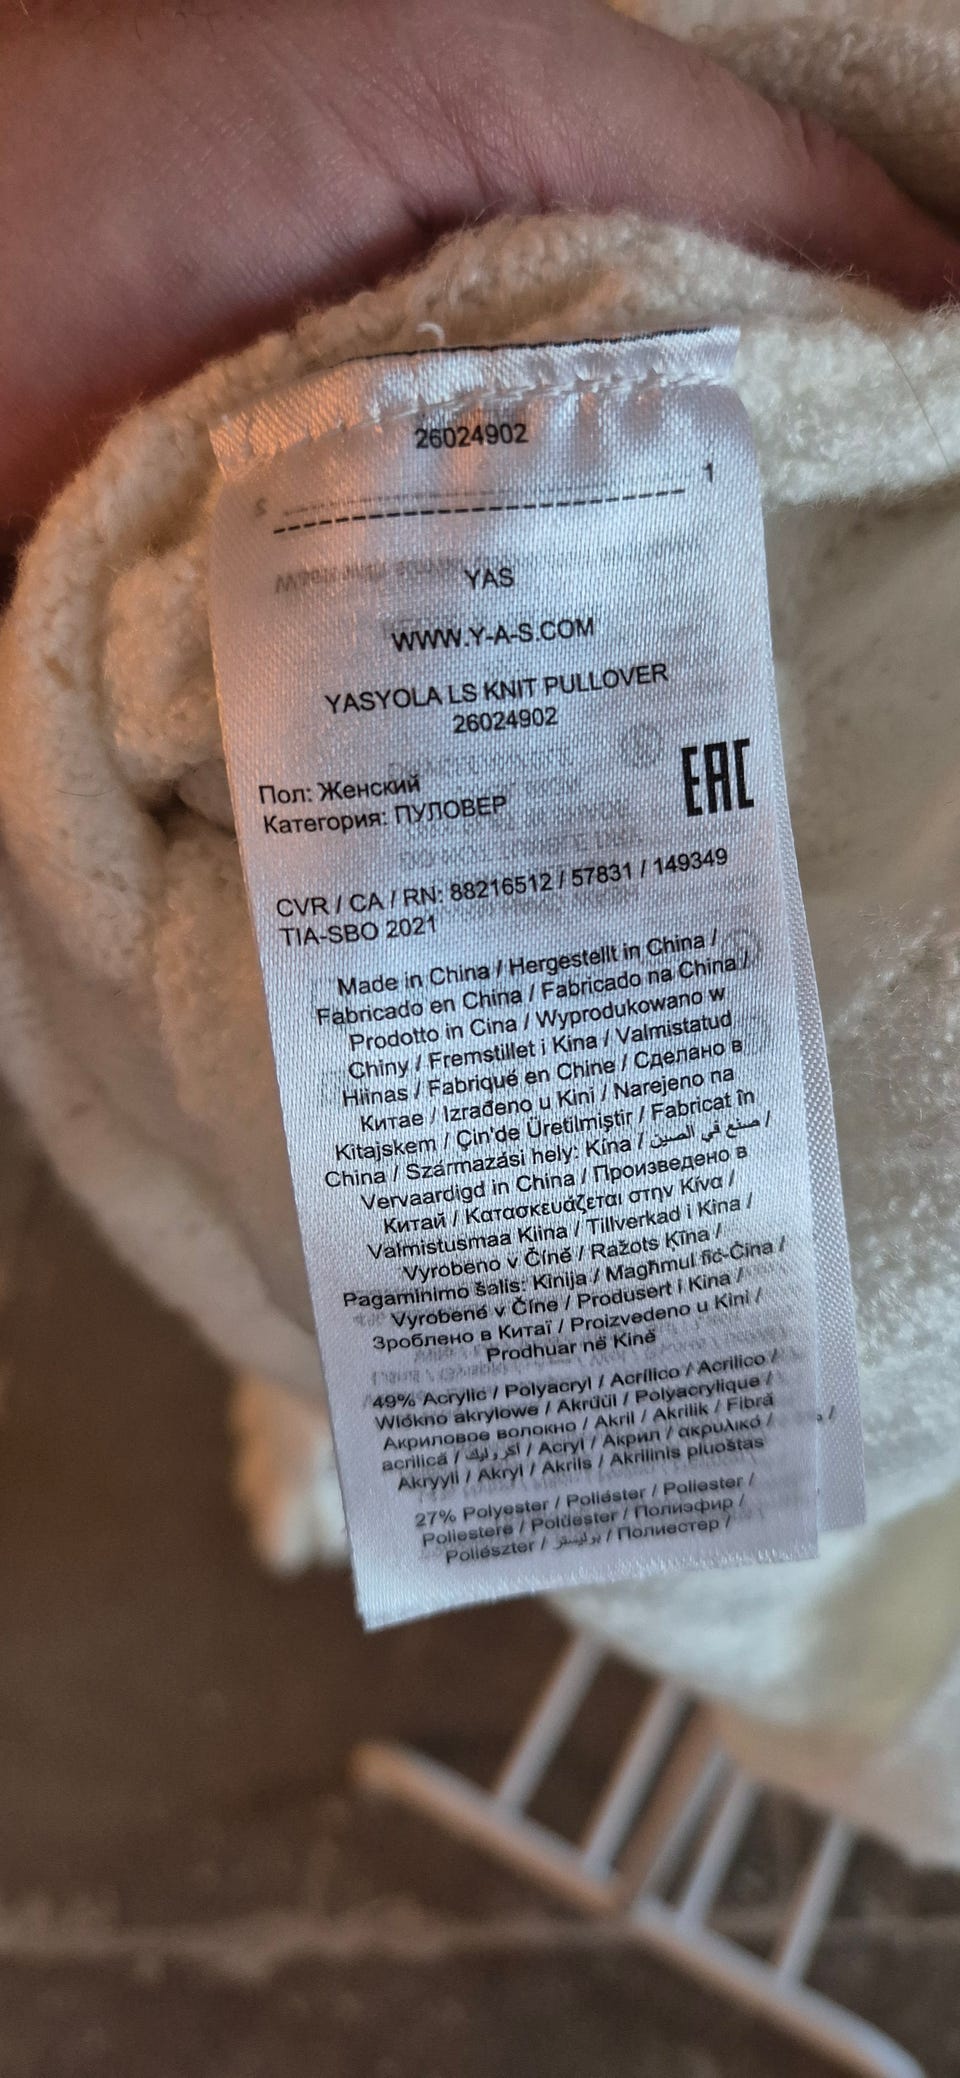 26024902
1
YAS
WWW.Y-A-S.COM
YASYOLA LS KNIT PULLOVER
26024902
EAC
Пол: Женский
Категория: ПУЛОВЕР
CVR / CA / RN: 88216512 / 57831 / 149349
TIA-SBO 2021
Made in China / Hergestellt in China /
Fabricado en China / Fabricado na China /
Prodotto in Cina / Wyprodukowano w
Chiny / Fremstillet i Kina / Valmistatud
Hiinas / Fabriqué en Chine / Сделано в
Китае / Izrađeno u Kini / Narejeno na
Kitajskem / Çin'de Üretilmiştir / Fabricat în
China / Származási hely: Kína / صنع في الصين /
Vervaardigd in China / Произведено в
Китай / Κατασκευάζεται στην Κίνα /
Valmistusmaa Kiina / Tillverkad i Kina /
Vyrobeno v Číně / Ražots Ķīna /
Pagaminimo šalis: Kinija / Magħmul fiċ-Ċina /
Vyrobené v Číne / Produsert i Kina /
Зроблено в Китаї / Proizvedeno u Kini /
Prodhuar në Kinë
49% Acrylic / Polyacryl / Acrílico / Acrilico /
Włókno akrylowe / Akrüül / Polyacrylique /
Акриловое волокно / Akril / Akrilik / Fibră
acrilică / اكريليك / Acryl / Акрил / ακρυλικό /
Akryyli / Akryl / Akrils / Akrilinis pluoštas
27% Polyester / Poliéster / Poliester /
Poliestere / Polüester / Полиэфир /
Poliészter / بوليستر / Полиестер /